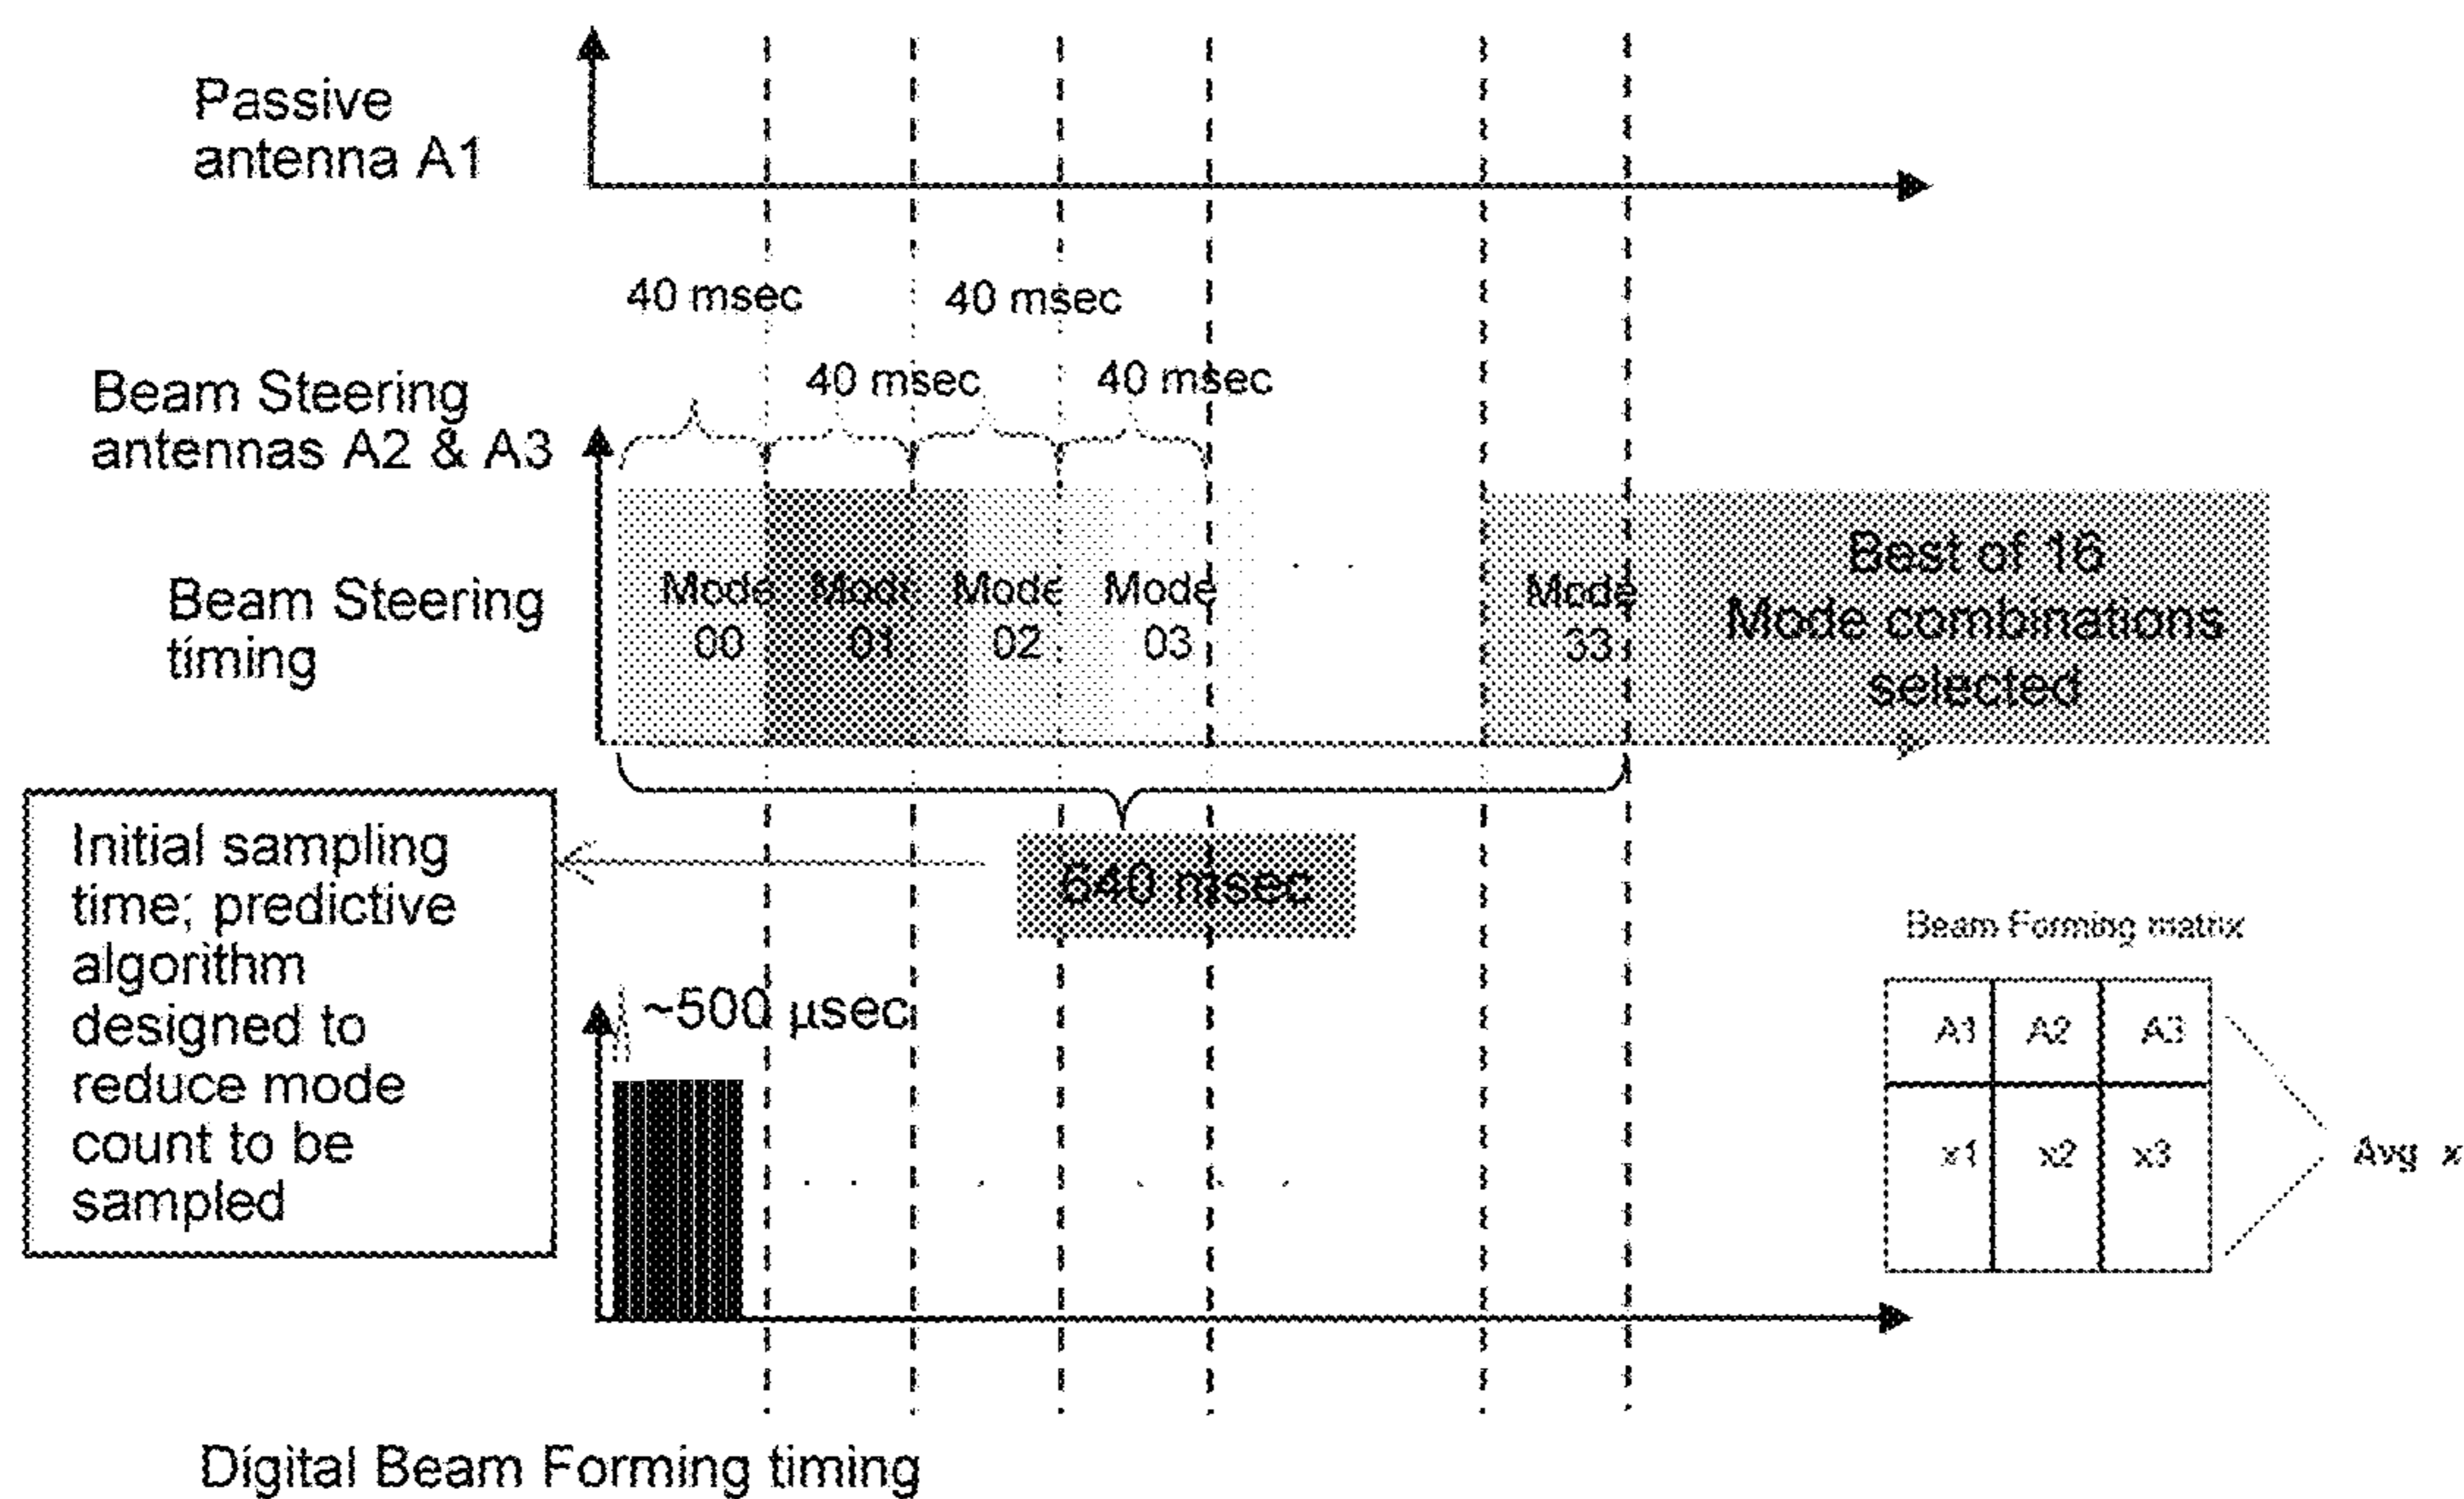 Passive
antenna A1
40 msec
40 msec
40 msec
40 msec
Beam Steering
antennas A2 & A3
Beam Steering
timing
Mode
00
Mode
01
Mode
02
Mode
03
Mode
33
Best of 16
Mode combinations
selected
640 msec
Initial sampling
time; predictive
algorithm
designed to
reduce mode
count to be
sampled
~500 µsec
Beam Forming matrix
A1 A2 A3
x1 x2 x3
Avg x
Digital Beam Forming timing